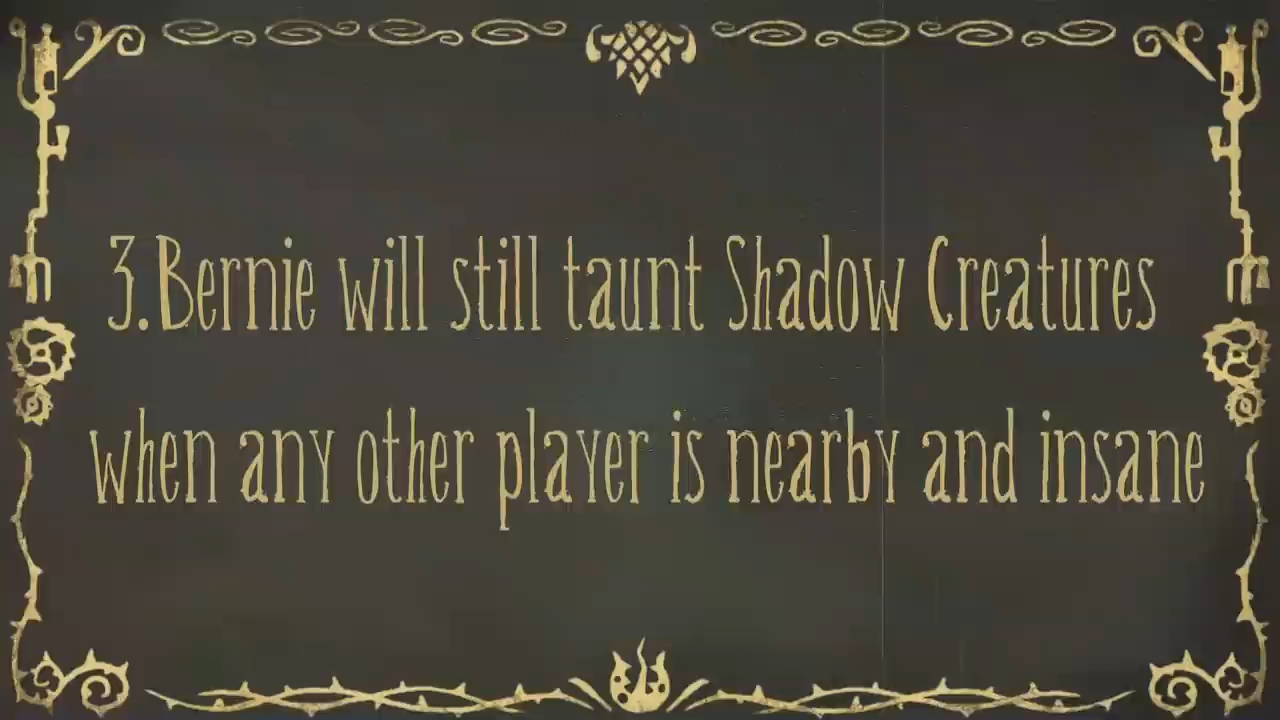 3.Bernie will still taunt Shadow Creatures
when any other player is nearby and insane